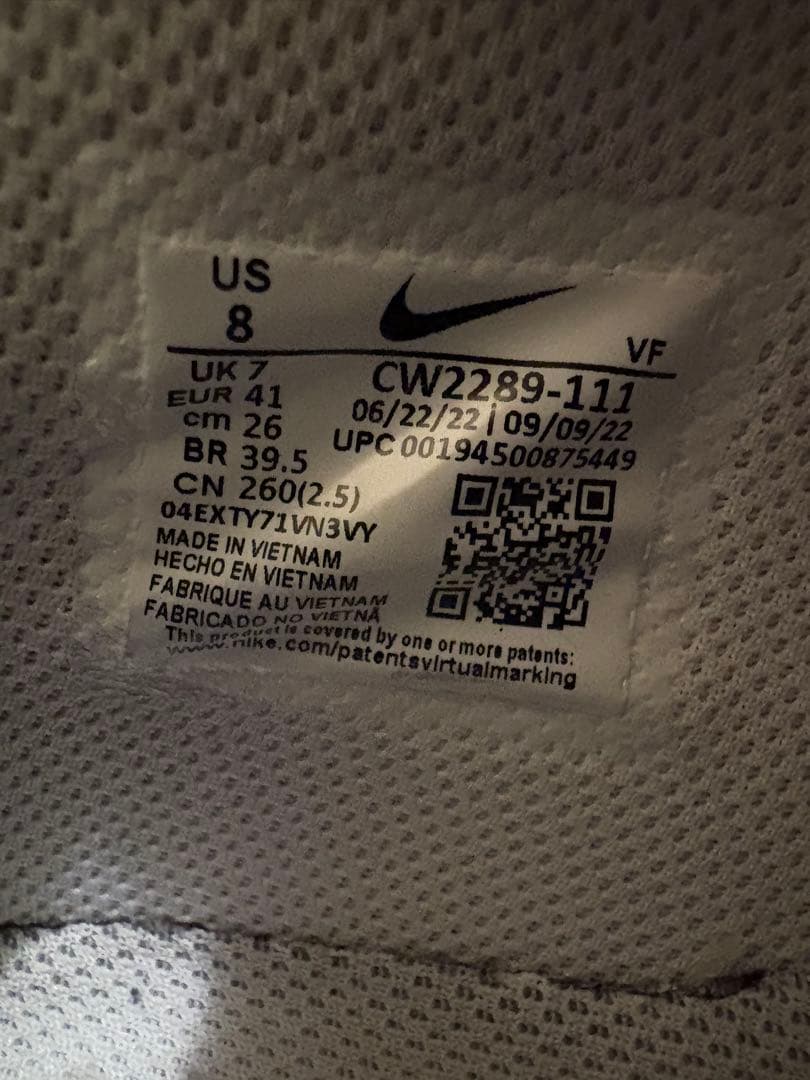 US
8
VF
UK 7
EUR 41
cm 26
BR 39.5
CN 260(2.5)
CW2289-111
06/22/22 | 09/09/22
UPC 00194500875449
04EXTY71VN3VY
MADE IN VIETNAM
HECHO EN VIETNAM
FABRIQUE AU VIETNAM
FABRICADO NO VIETNÃ
This product is covered by one or more patents:
www.nike.com/patentsvirtualmarking